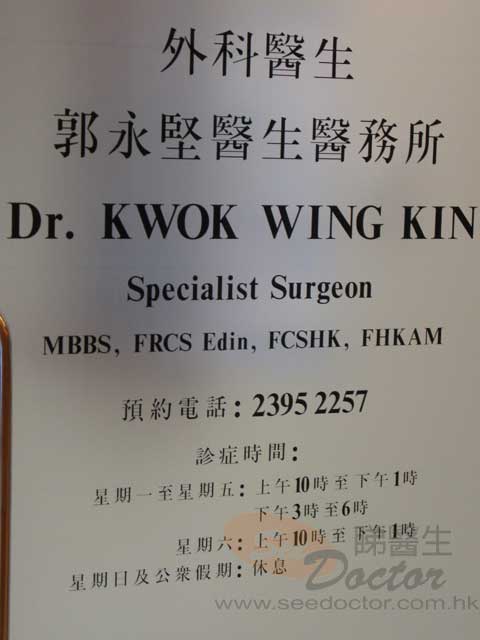 外科醫生
郭永堅醫生醫務所
Dr. KWOK WING KIN
Specialist Surgeon
MBBS, FRCS Edin, FCSHK, FHKAM
預約電話：2395 2257
診症時間：
星期一至星期五：上午10時至下午1時
下午3時至6時
星期六：上午10時至下午1時
星期日及公衆假期：休息
睇醫生
Doctor
www.seedoctor.com.hk